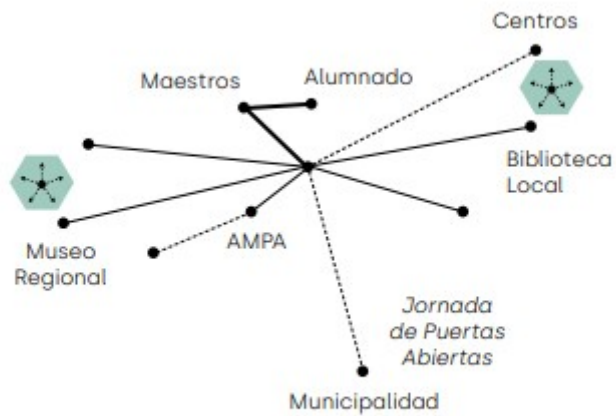 Centros
Maestros
Alumnado
Biblioteca
Local
AMPA
Museo
Regional
Jornada
de Puertas
Abiertas
Municipalidad